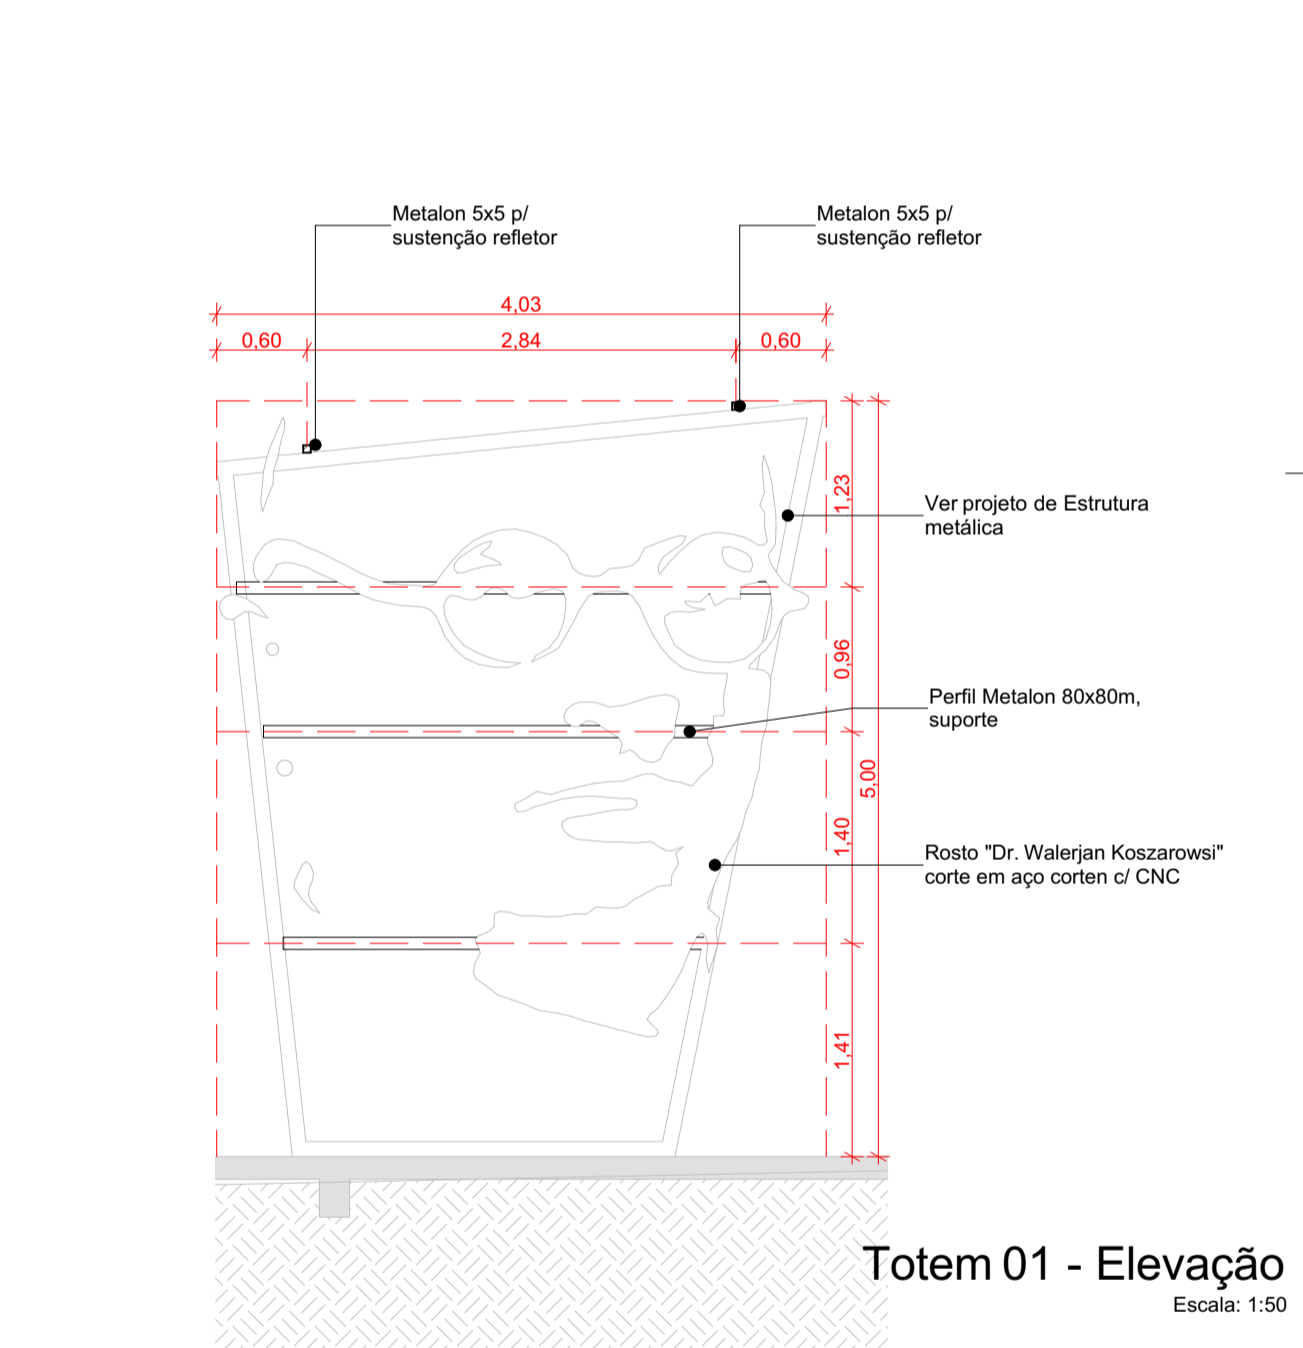 Metalon 5x5 p/
sustenção refletor
Metalon 5x5 p/
sustenção refletor
4,03
0,60
2,84
0,60
1,23
Ver projeto de Estrutura
metálica
0,96
Perfil Metalon 80x80m,
suporte
5,00
1,40
Rosto "Dr. Walerjan Koszarowsi"
corte em aço corten c/ CNC
1,41
Totem 01 - Elevação
Escala: 1:50